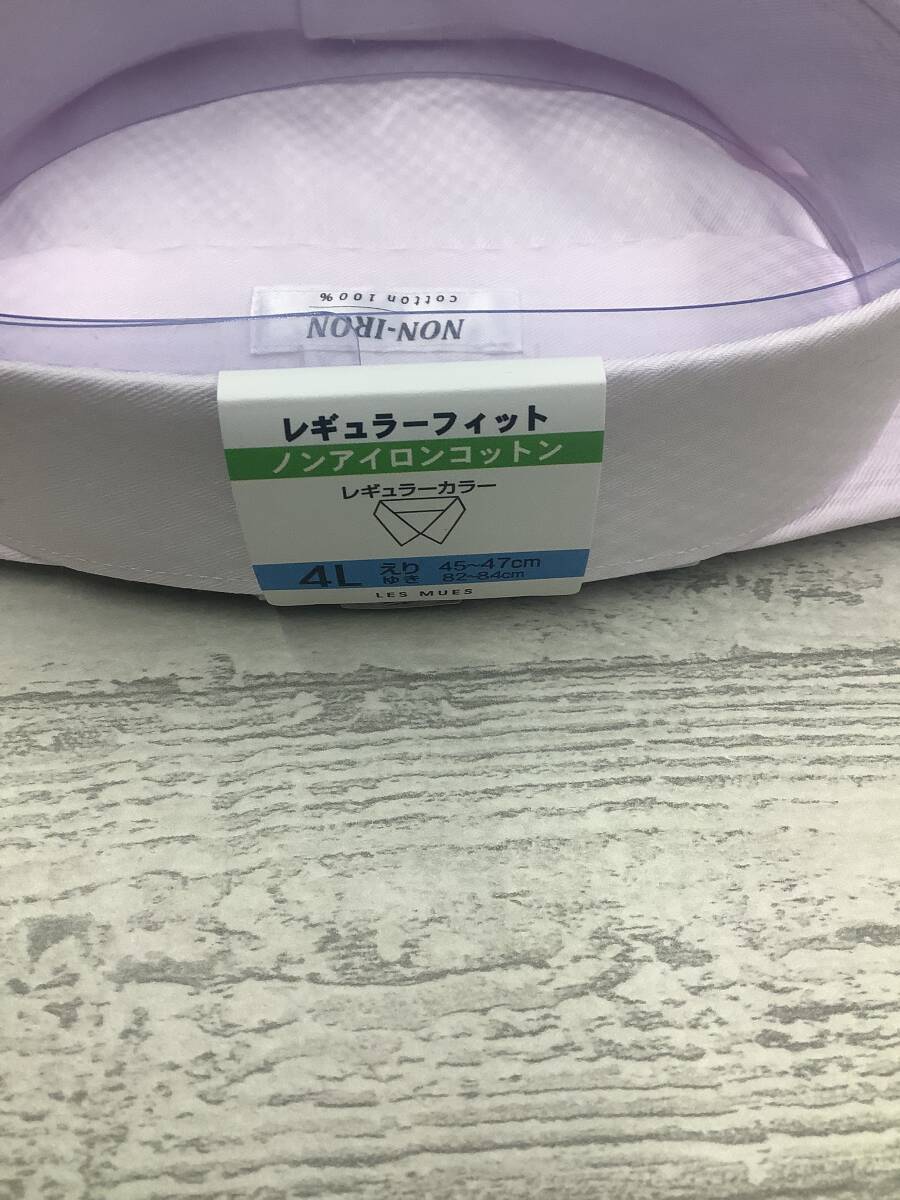 cotton 100%
NON-IRON
レギュラーフィット
ノンアイロンコットン
レギュラーカラー
4L えり 45~47cm
ゆき 82~84cm
LES MUES